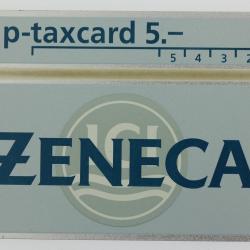 p-taxcard 5.–
5 4 3 2
ICI
ZENECA